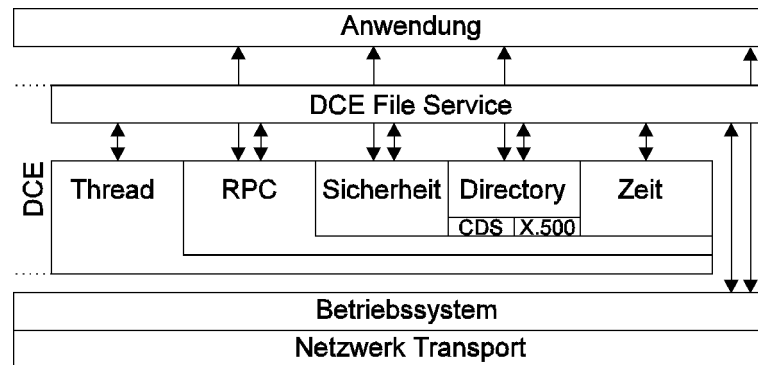 Anwendung
DCE File Service
DCE
Thread RPC Sicherheit Directory Zeit
CDS X.500
Betriebssystem
Netzwerk Transport